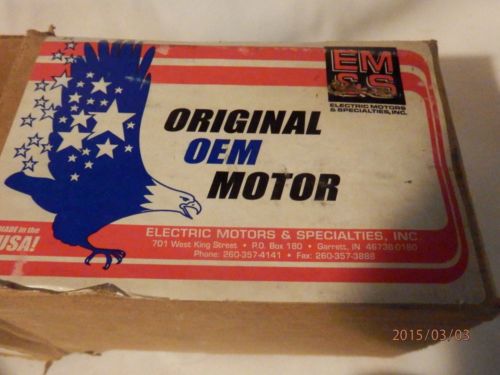 EM
&S
ELECTRIC MOTORS
& SPECIALTIES, INC.
ORIGINAL
OEM
MOTOR
MADE in the
USA!
ELECTRIC MOTORS & SPECIALTIES, INC
701 West King Street • P.O. Box 180 • Garrett, IN 46738-0180
Phone: 260-357-4141 • Fax: 260-357-3888
2015/03/03